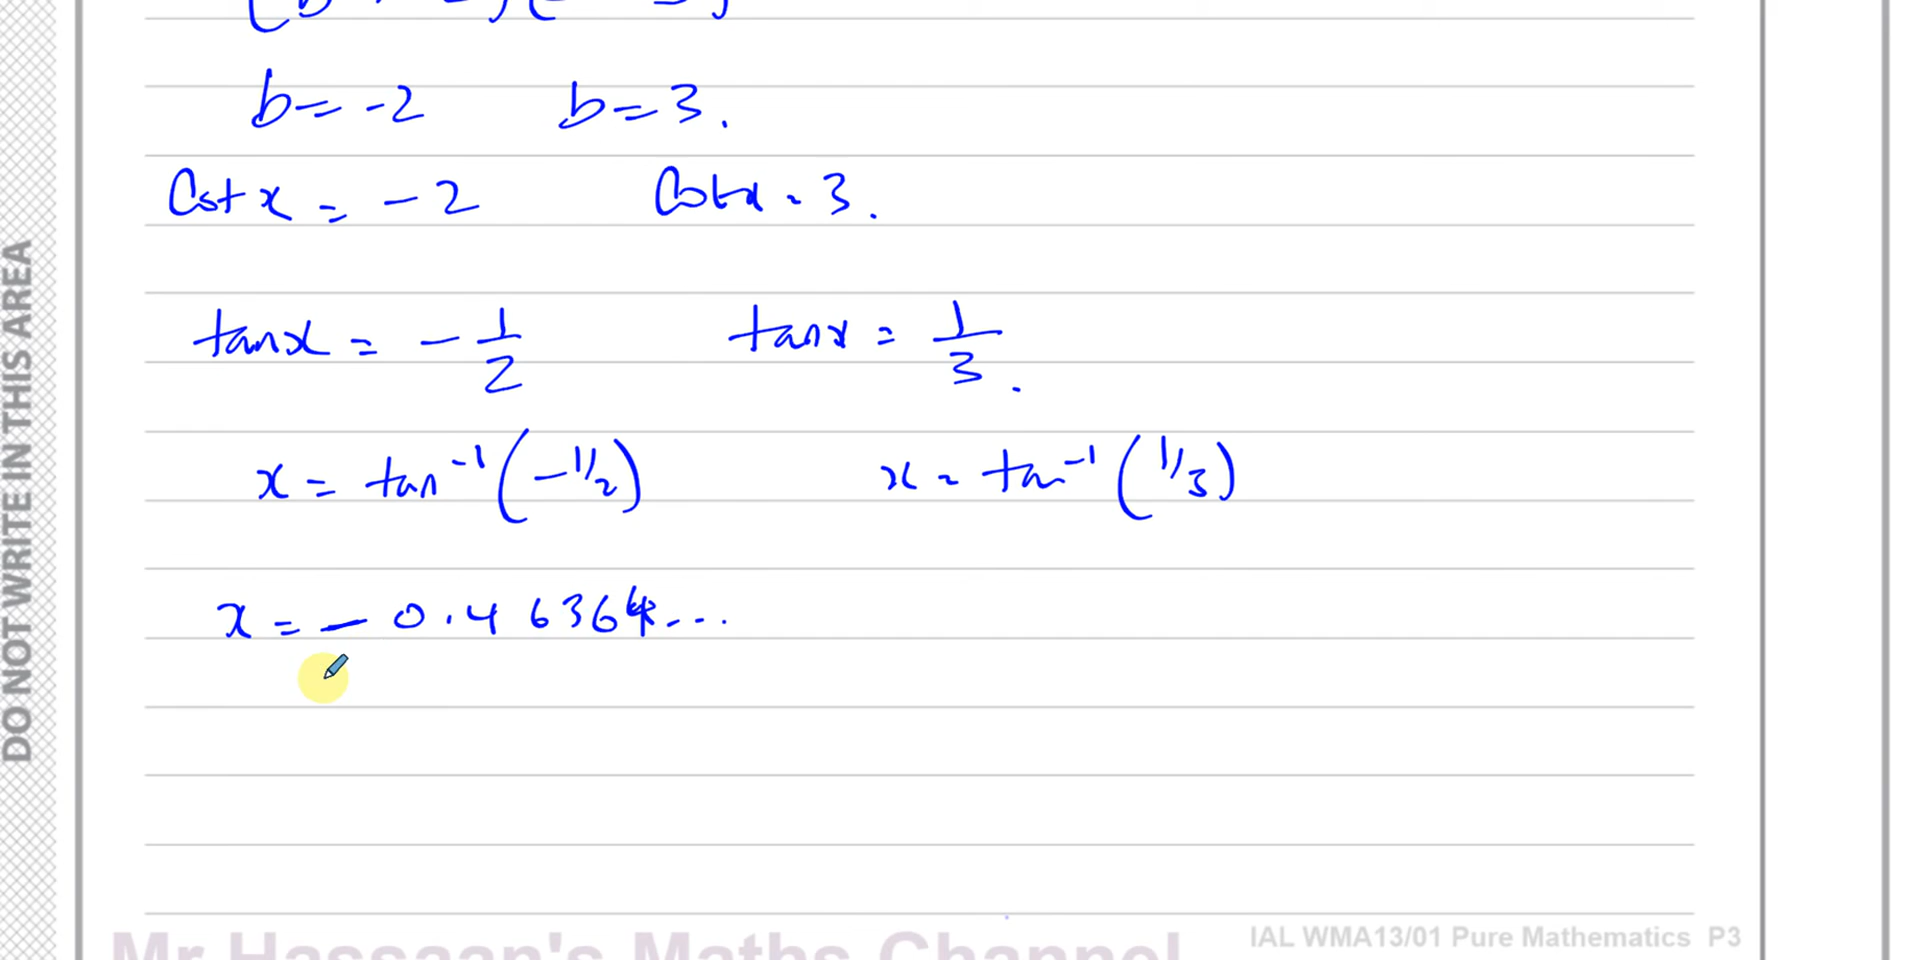 b = -2 b = 3.
Cot x = -2 Cot x = 3.
tan x = - 1/2 tan x = 1/3.
x = tan⁻¹(-1/2) x = tan⁻¹(1/3)
x = -0.46364...
DO NOT WRITE IN THIS AREA
Mr Hassaan's Maths Channel
IAL WMA13/01 Pure Mathematics P3